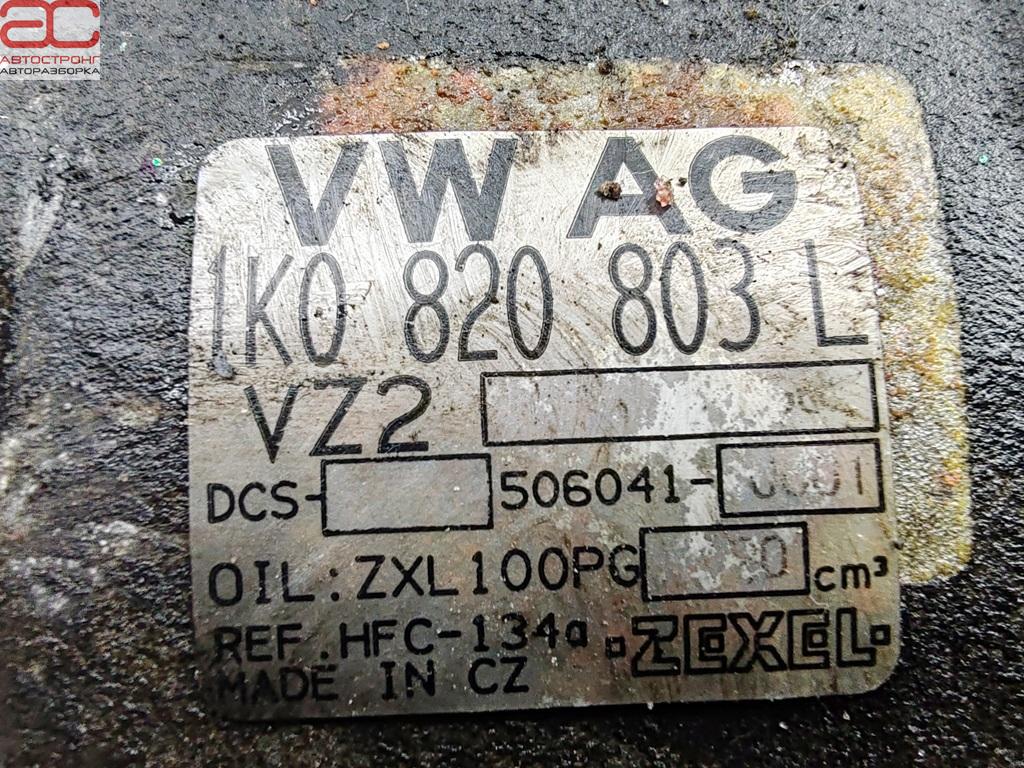 ac
АВТОСТРОНГ
АВТОРАЗБОРКА
VW AG
1K0 820 803 L
VZ2
DCS- 506041-
OIL: ZXL100PG cm³
REF. HFC-134a ZEXEL
MADE IN CZ